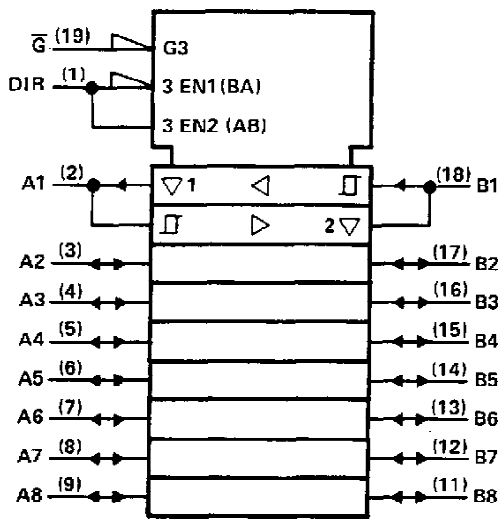 G̅ (19) G3
DIR (1) 3 EN1 (BA)
3 EN2 (AB)
A1 (2) ▽ 1 ◁ (18) B1
▷ 2 ▽
A2 (3) (17) B2
A3 (4) (16) B3
A4 (5) (15) B4
A5 (6) (14) B5
A6 (7) (13) B6
A7 (8) (12) B7
A8 (9) (11) B8